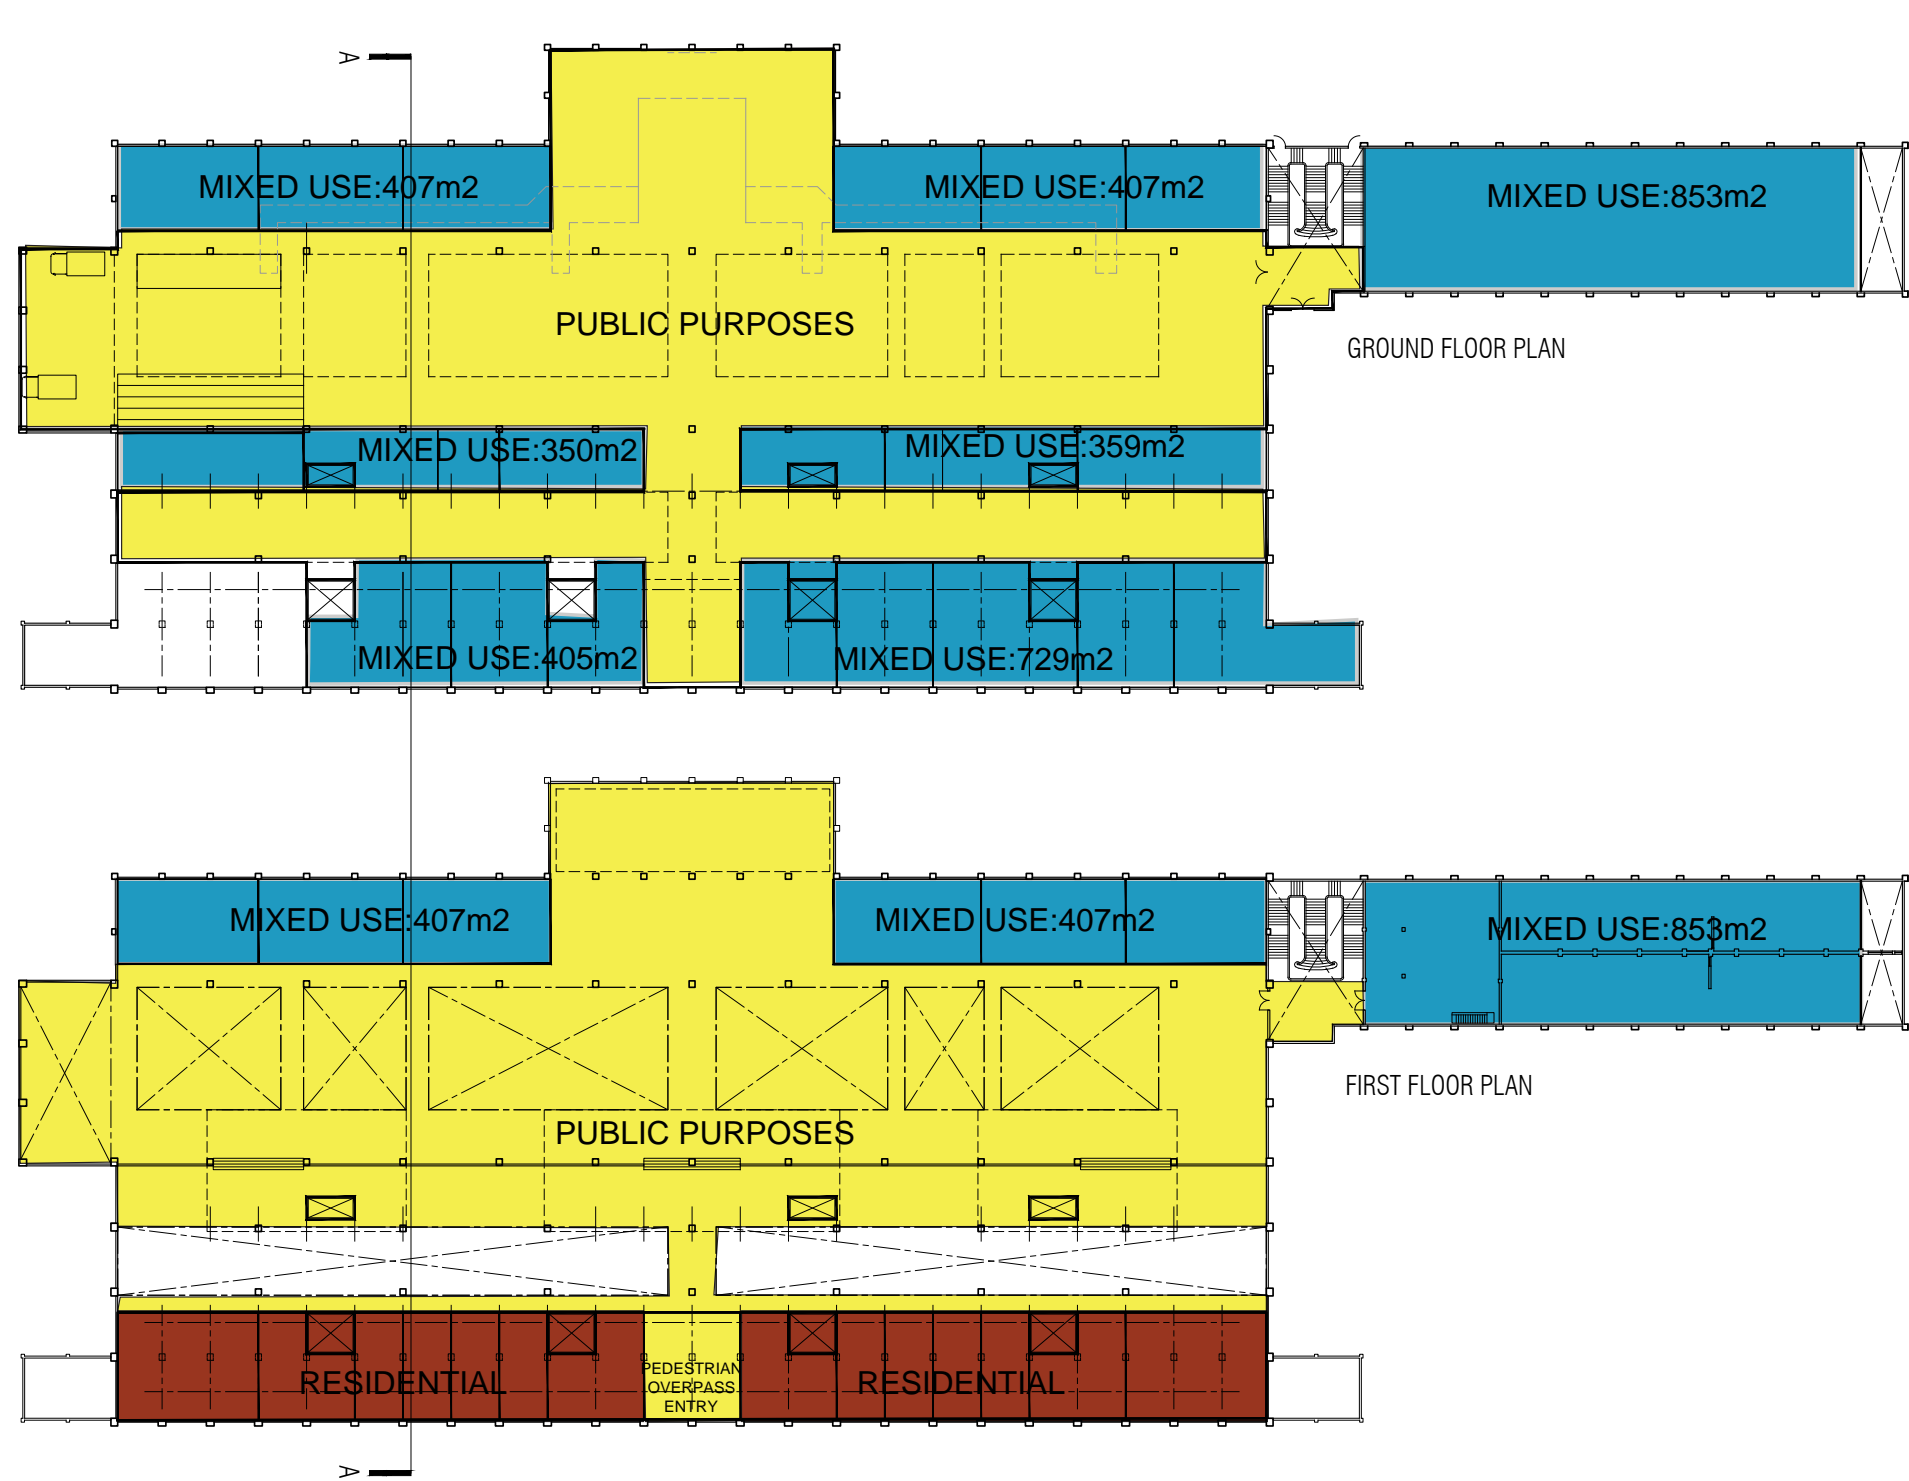 A
MIXED USE:407m2
MIXED USE:407m2
MIXED USE:853m2
PUBLIC PURPOSES
GROUND FLOOR PLAN
MIXED USE:350m2
MIXED USE:359m2
MIXED USE:405m2
MIXED USE:729m2
MIXED USE:407m2
MIXED USE:407m2
MIXED USE:853m2
FIRST FLOOR PLAN
PUBLIC PURPOSES
RESIDENTIAL
PEDESTRIAN
OVERPASS
ENTRY
RESIDENTIAL
A